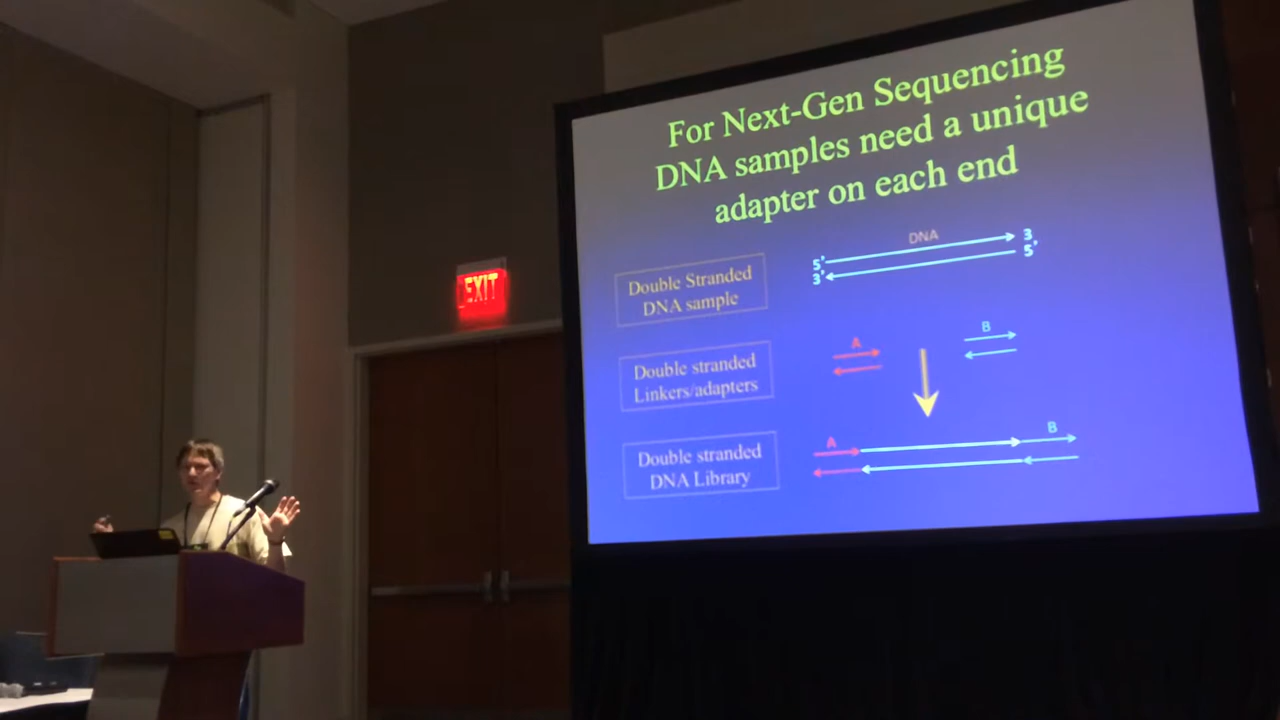 For Next-Gen Sequencing
DNA samples need a unique
adapter on each end
DNA
5'
3'
3
5'
Double Stranded
DNA sample
A
B
Double stranded
Linkers/adapters
A
B
Double stranded
DNA Library
EXIT